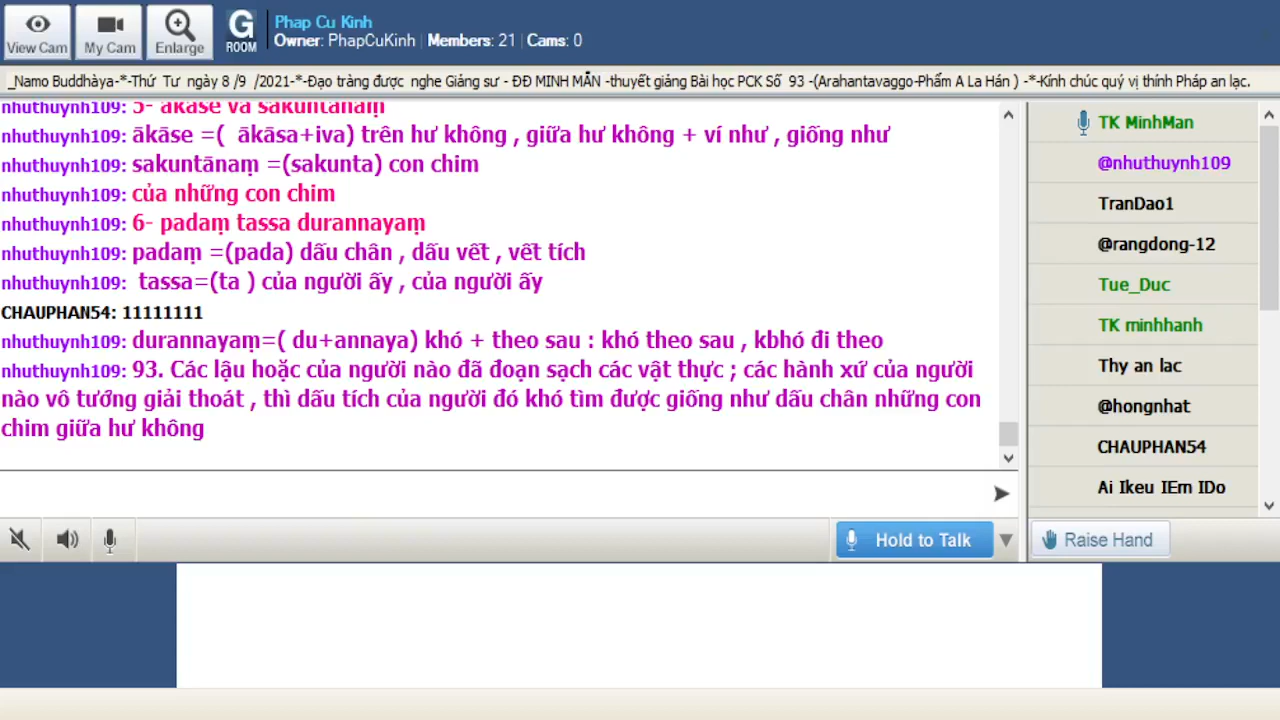 View Cam
My Cam
Enlarge
G
ROOM
Phap Cu Kinh
Owner: PhapCuKinh | Members: 21 | Cams: 0
_Namo Buddhàya-*-Thứ Tư ngày 8 /9 /2021-*-Đạo tràng được nghe Giảng sư - ĐĐ MINH MẪN -thuyết giảng Bài học PCK Số 93 -(Arahantavaggo-Phẩm A La Hán ) -*-Kính chúc quý vị thính Pháp an lạc.
nhuthuynh109: 5- ākāse va sakuntānaṃ
nhuthuynh109: ākāse =( ākāsa+iva) trên hư không , giữa hư không + ví như , giống như
nhuthuynh109: sakuntānaṃ =(sakunta) con chim
nhuthuynh109: của những con chim
nhuthuynh109: 6- padaṃ tassa durannayaṃ
nhuthuynh109: padaṃ =(pada) dấu chân , dấu vết , vết tích
nhuthuynh109: tassa=(ta ) của người ấy , của người ấy
CHAUPHAN54: 11111111
nhuthuynh109: durannayaṃ=( du+annaya) khó + theo sau : khó theo sau , kbhó đi theo
nhuthuynh109: 93. Các lậu hoặc của người nào đã đoạn sạch các vật thực ; các hành xứ của người
nào vô tướng giải thoát , thì dấu tích của người đó khó tìm được giống như dấu chân những con
chim giữa hư không
TK MinhMan
@nhuthuynh109
TranDao1
@rangdong-12
Tue_Duc
TK minhhanh
Thy an lac
@hongnhat
CHAUPHAN54
Ai Ikeu IEm IDo
Hold to Talk
Raise Hand